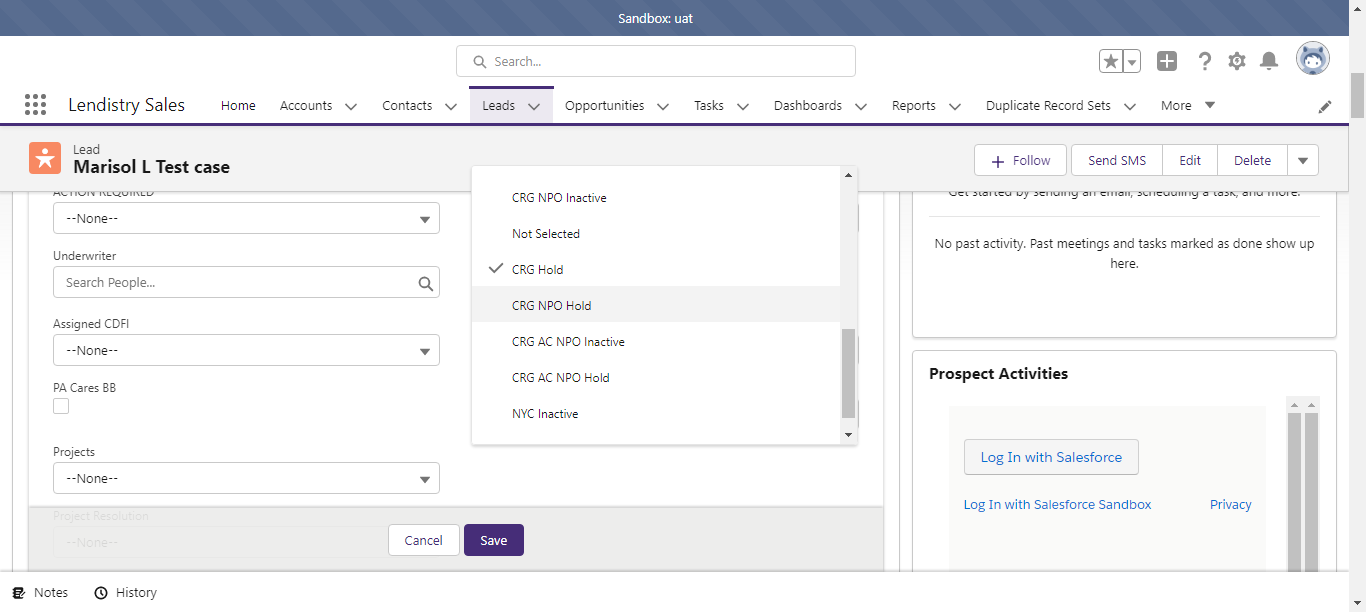 Sandbox: uat
Search...
Lendistry Sales
Home
Accounts
Contacts
Leads
Opportunities
Tasks
Dashboards
Reports
Duplicate Record Sets
More
Lead
Marisol L Test case
Follow
Send SMS
Edit
Delete
ACTION REQUIRED
--None--
Underwriter
Search People...
Assigned CDFI
--None--
PA Cares BB
Projects
--None--
Project Resolution
--None--
CRG NPO Inactive
Not Selected
CRG Hold
CRG NPO Hold
CRG AC NPO Inactive
CRG AC NPO Hold
NYC Inactive
Cancel
Save
Get started by sending an email, scheduling a task, and more.
No past activity. Past meetings and tasks marked as done show up
here.
Prospect Activities
Log In with Salesforce
Log In with Salesforce Sandbox
Privacy
Notes
History